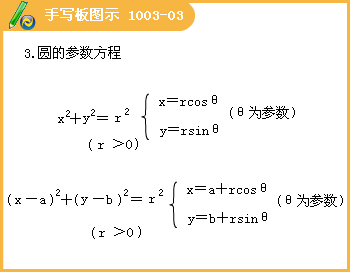 手写板图示 1003-03
3.圆的参数方程
x²+y²= r² { x=rcosθ y=rsinθ (θ为参数)
(r >0)
(x-a)²+(y-b)²= r² { x=a+rcosθ y=b+rsinθ (θ为参数)
(r >0)